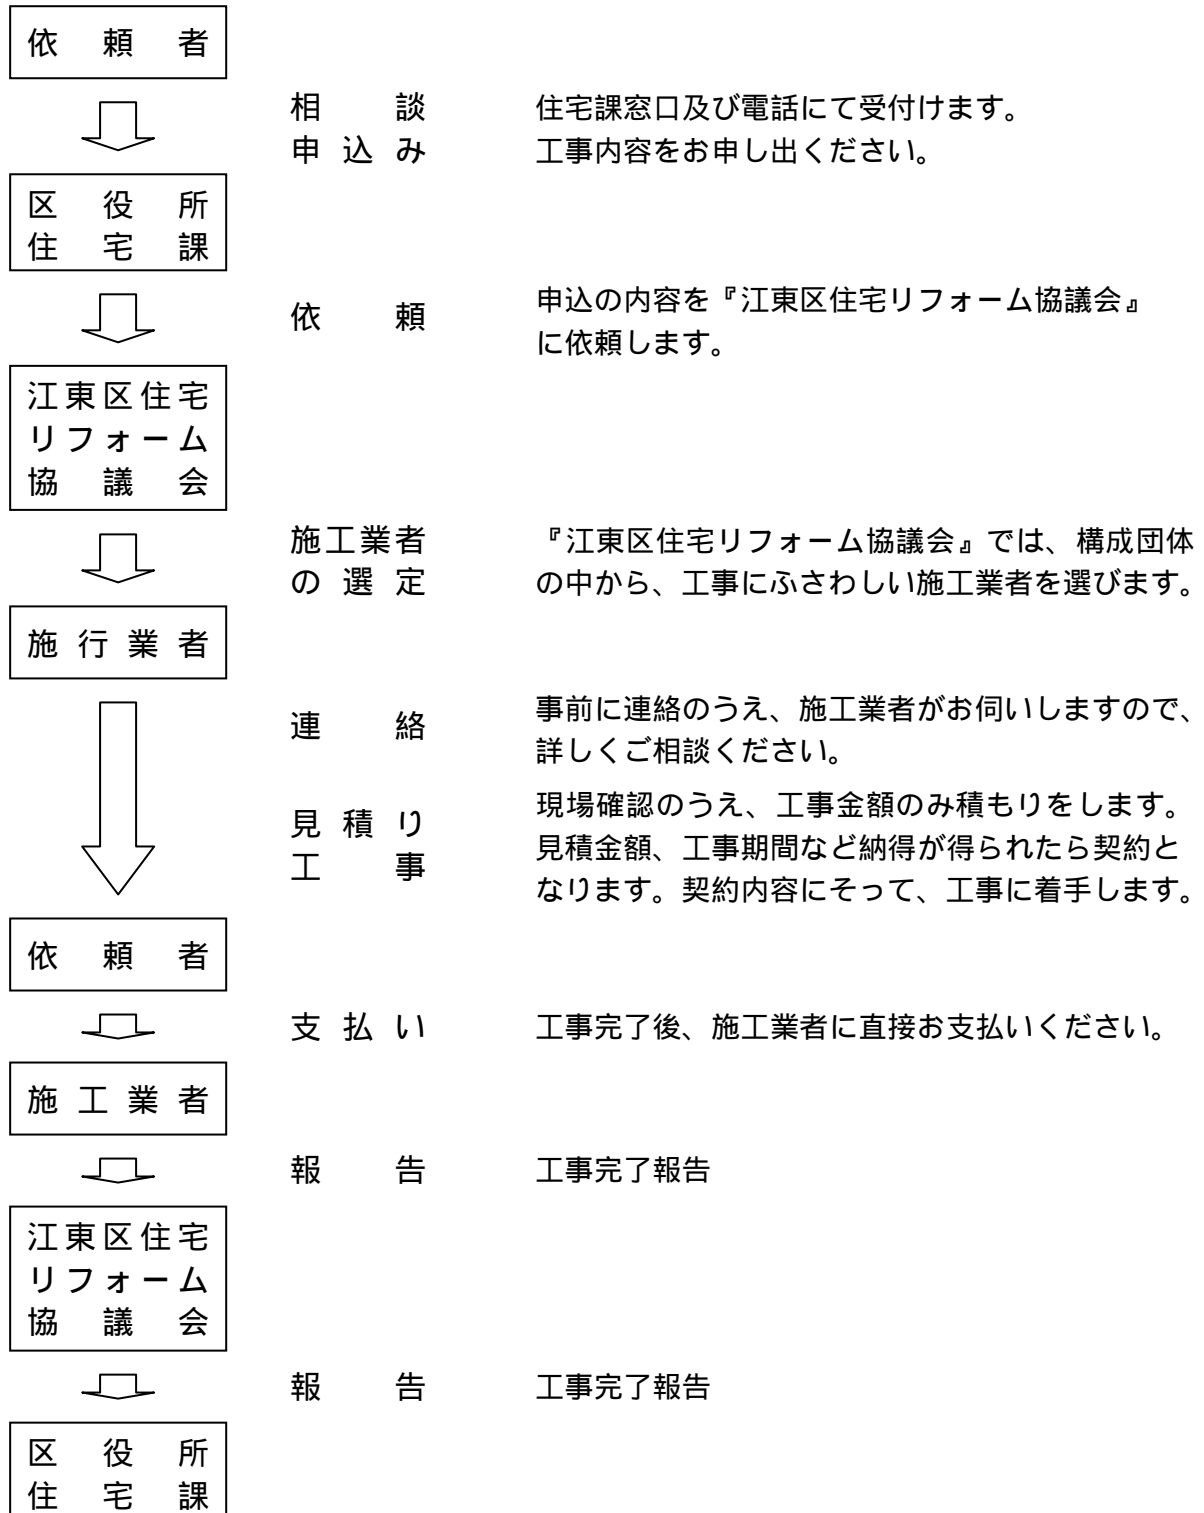 依頼者
相談 住宅課窓口及び電話にて受付けます。
申込み 工事内容をお申し出ください。
区役所
住宅課
依頼 申込の内容を『江東区住宅リフォーム協議会』
に依頼します。
江東区住宅
リフォーム
協議会
施工業者 『江東区住宅リフォーム協議会』では、構成団体
の選定 の中から、工事にふさわしい施工業者を選びます。
施行業者
連絡 事前に連絡のうえ、施工業者がお伺いしますので、
詳しくご相談ください。
見積り 現場確認のうえ、工事金額のみ積もりをします。
工事 見積金額、工事期間など納得が得られたら契約と
なります。契約内容にそって、工事に着手します。
依頼者
支払い 工事完了後、施工業者に直接お支払いください。
施工業者
報告 工事完了報告
江東区住宅
リフォーム
協議会
報告 工事完了報告
区役所
住宅課